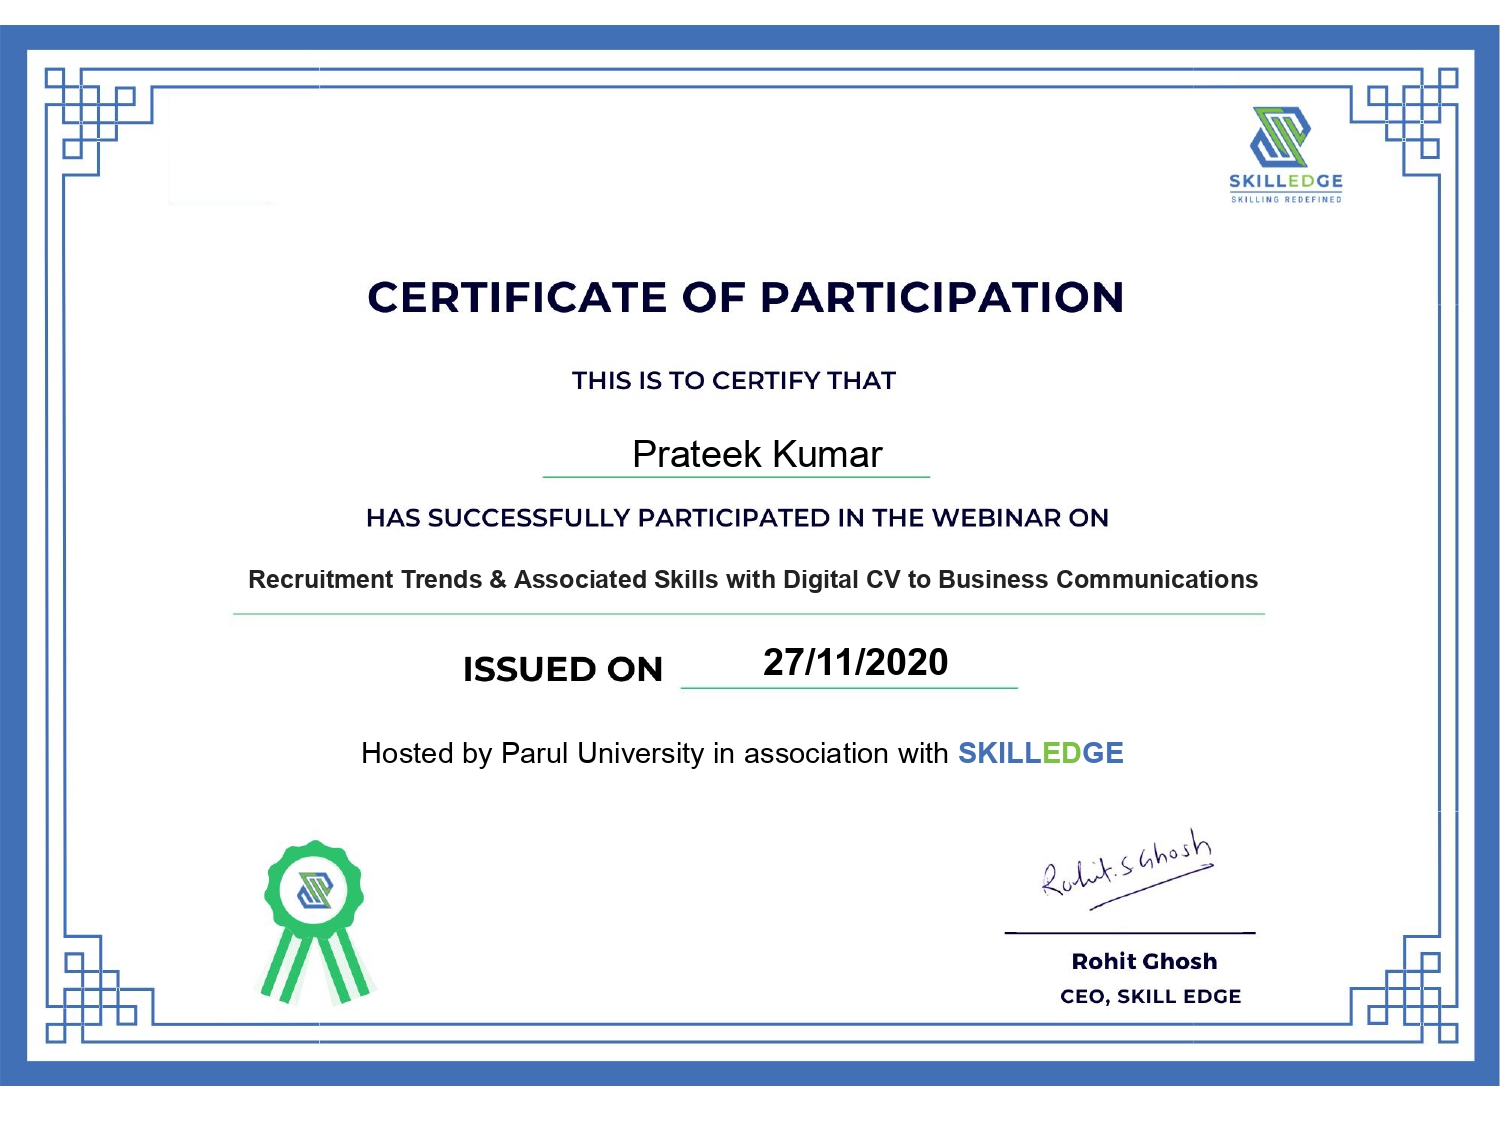 SKILLEDGE
SKILLING REDEFINED
CERTIFICATE OF PARTICIPATION
THIS IS TO CERTIFY THAT
Prateek Kumar
HAS SUCCESSFULLY PARTICIPATED IN THE WEBINAR ON
Recruitment Trends & Associated Skills with Digital CV to Business Communications
ISSUED ON 27/11/2020
Hosted by Parul University in association with SKILLEDGE
Rohit.S Ghosh
Rohit Ghosh
CEO, SKILL EDGE